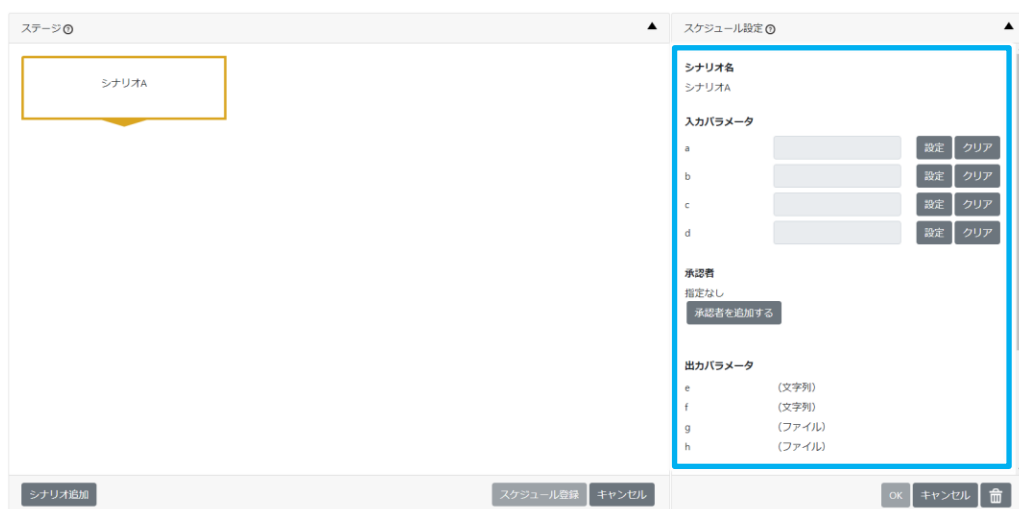 ステージ
スケジュール設定
シナリオA
シナリオ名
シナリオA
入力パラメータ
a 設定 クリア
b 設定 クリア
c 設定 クリア
d 設定 クリア
承認者
指定なし
承認者を追加する
出力パラメータ
e (文字列)
f (文字列)
g (ファイル)
h (ファイル)
シナリオ追加 スケジュール登録 キャンセル
OK キャンセル